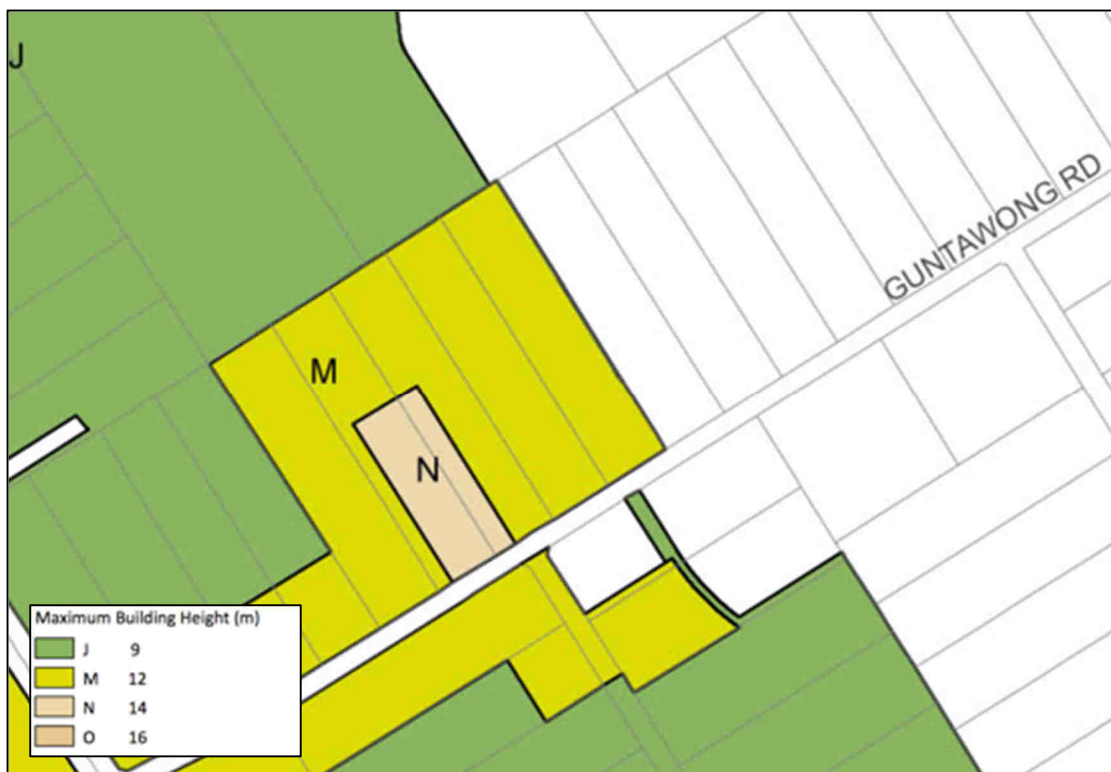 J
GUNTAWONG RD
M
N
Maximum Building Height (m)
J 9
M 12
N 14
O 16